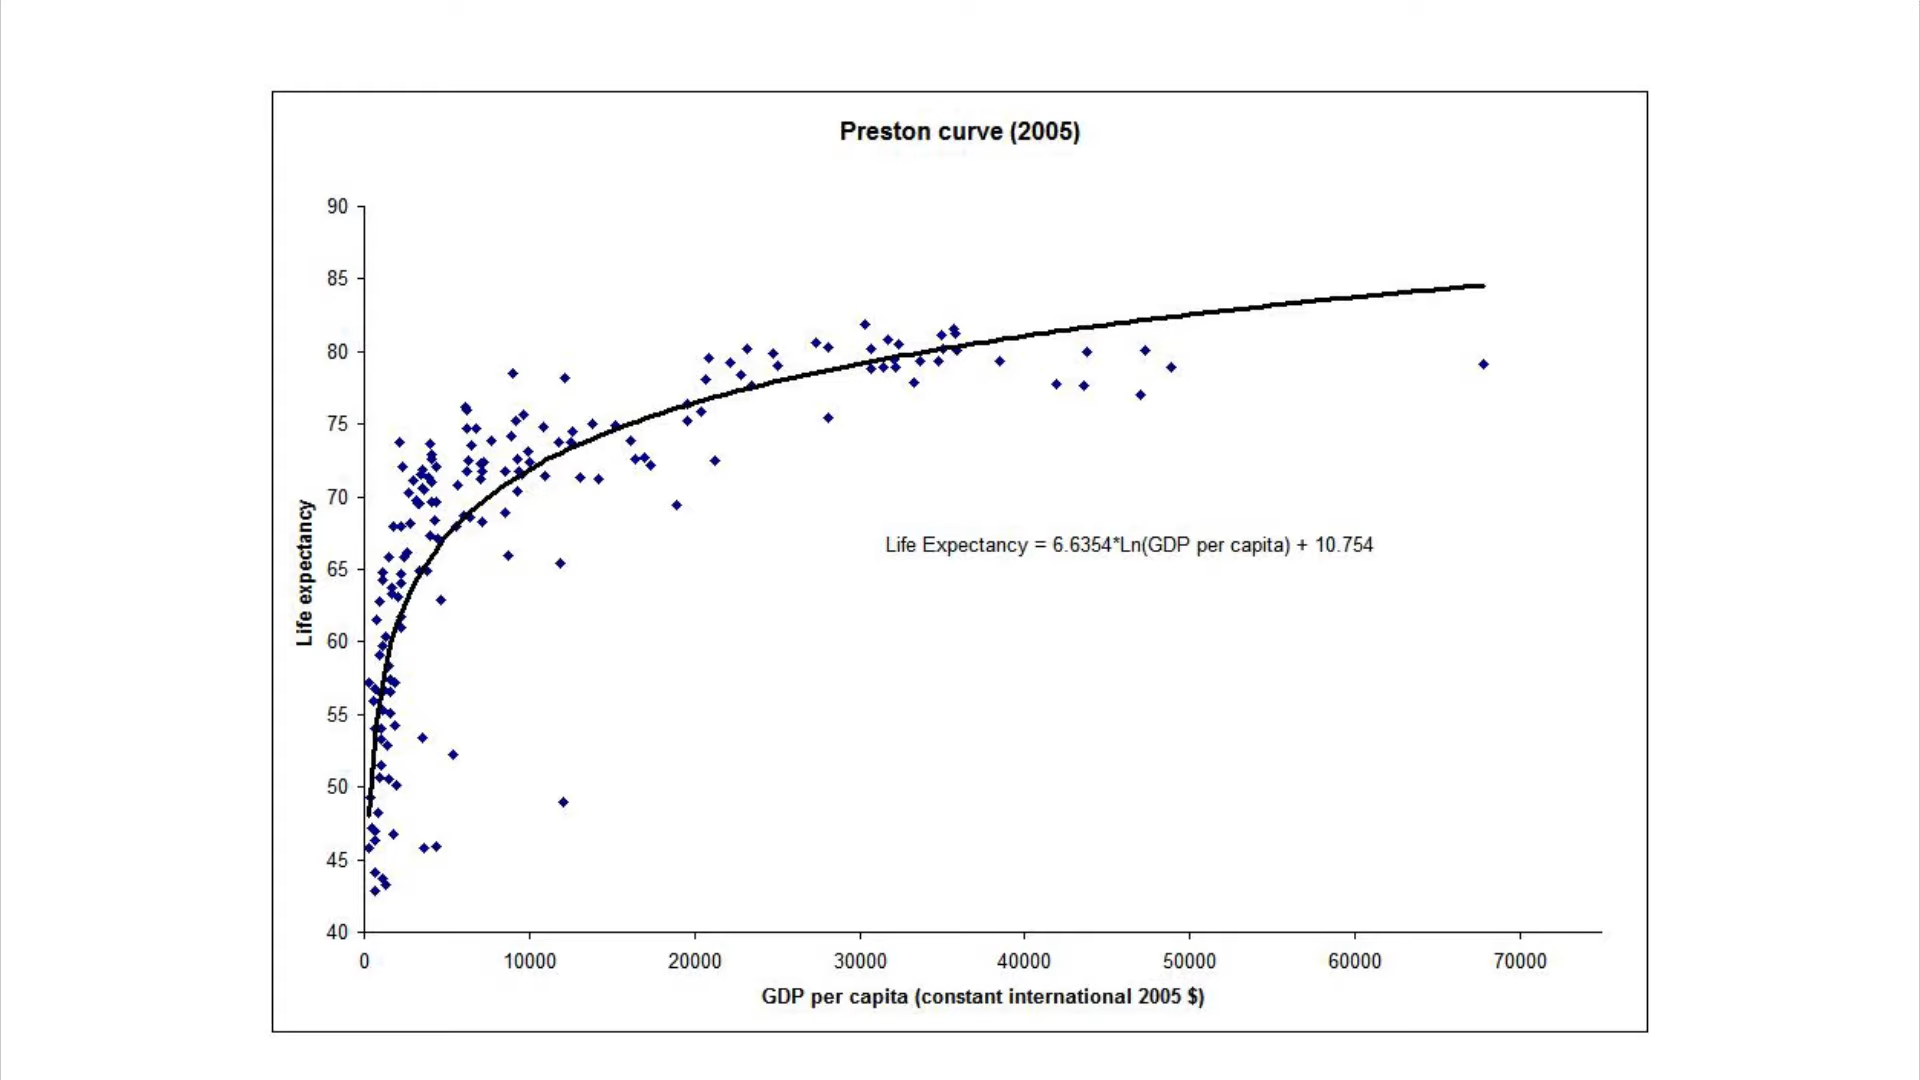 Preston curve (2005)
90
85
80
75
70
65
60
55
50
45
40
Life expectancy
Life Expectancy = 6.6354*Ln(GDP per capita) + 10.754
0 10000 20000 30000 40000 50000 60000 70000
GDP per capita (constant international 2005 $)